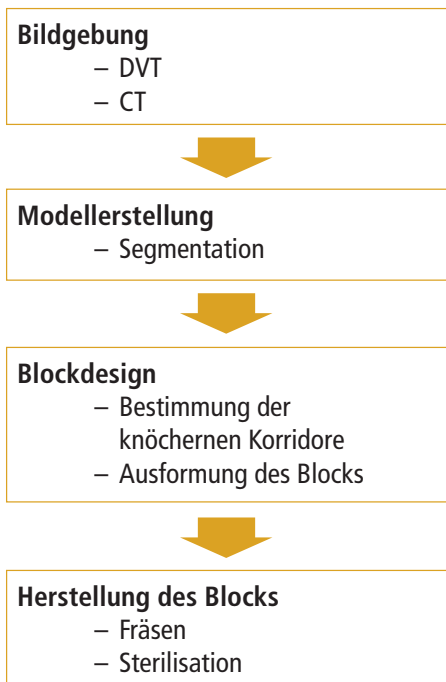 Bildgebung
– DVT
– CT
Modellerstellung
– Segmentation
Blockdesign
– Bestimmung der
knöchernen Korridore
– Ausformung des Blocks
Herstellung des Blocks
– Fräsen
– Sterilisation